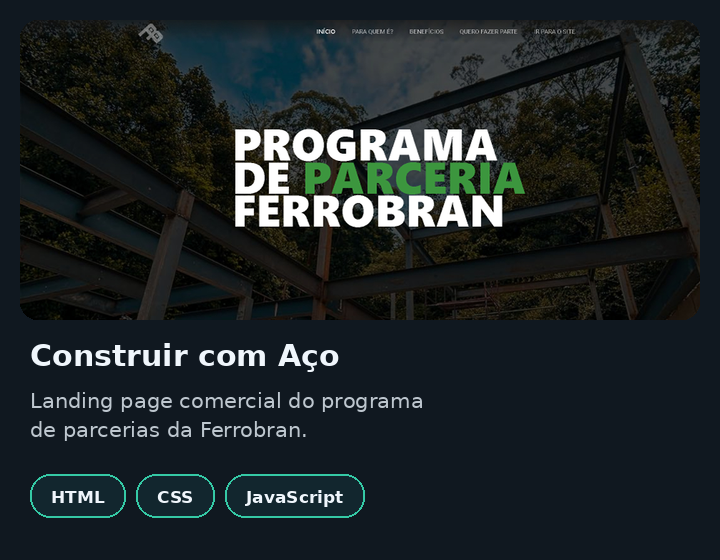 INÍCIO PARA QUEM É? BENEFÍCIOS QUERO FAZER PARTE IR PARA O SITE
PROGRAMA
DE PARCERIA
FERROBRAN
Construir com Aço
Landing page comercial do programa
de parcerias da Ferrobran.
HTML CSS JavaScript